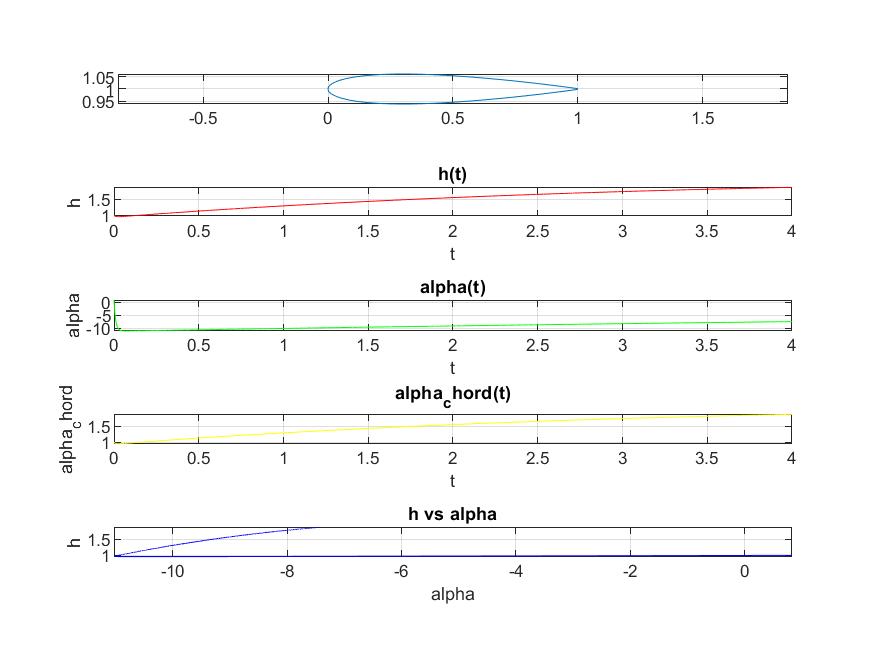 1.05
1
0.95
-0.5 0 0.5 1 1.5
h(t)
h
1.5
1
0 0.5 1 1.5 2 2.5 3 3.5 4
t
alpha(t)
alpha
0
-5
-10
0 0.5 1 1.5 2 2.5 3 3.5 4
t
alpha_chord(t)
alpha_chord
1.5
1
0 0.5 1 1.5 2 2.5 3 3.5 4
t
h vs alpha
h
1.5
1
-10 -8 -6 -4 -2 0
alpha